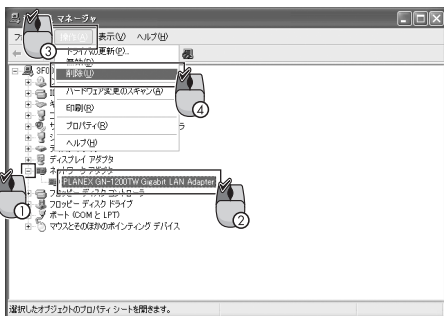 マネージャ
操作(A) 表示(V) ヘルプ(H)
ドライバの更新(P)...
無効(D)
削除(U)
ハードウェア変更のスキャン(A)
印刷(R)
プロパティ(R)
ヘルプ(H)
3F0
ラ
ディスプレイ アダプタ
ネットワーク アダプタ
PLANEX GN-1200TW Gigabit LAN Adapter
フロッピー ディスク コントローラ
フロッピー ディスク ドライブ
ポート (COM と LPT)
マウスとそのほかのポインティング デバイス
選択したオブジェクトのプロパティ シートを開きます。
①
②
③
④